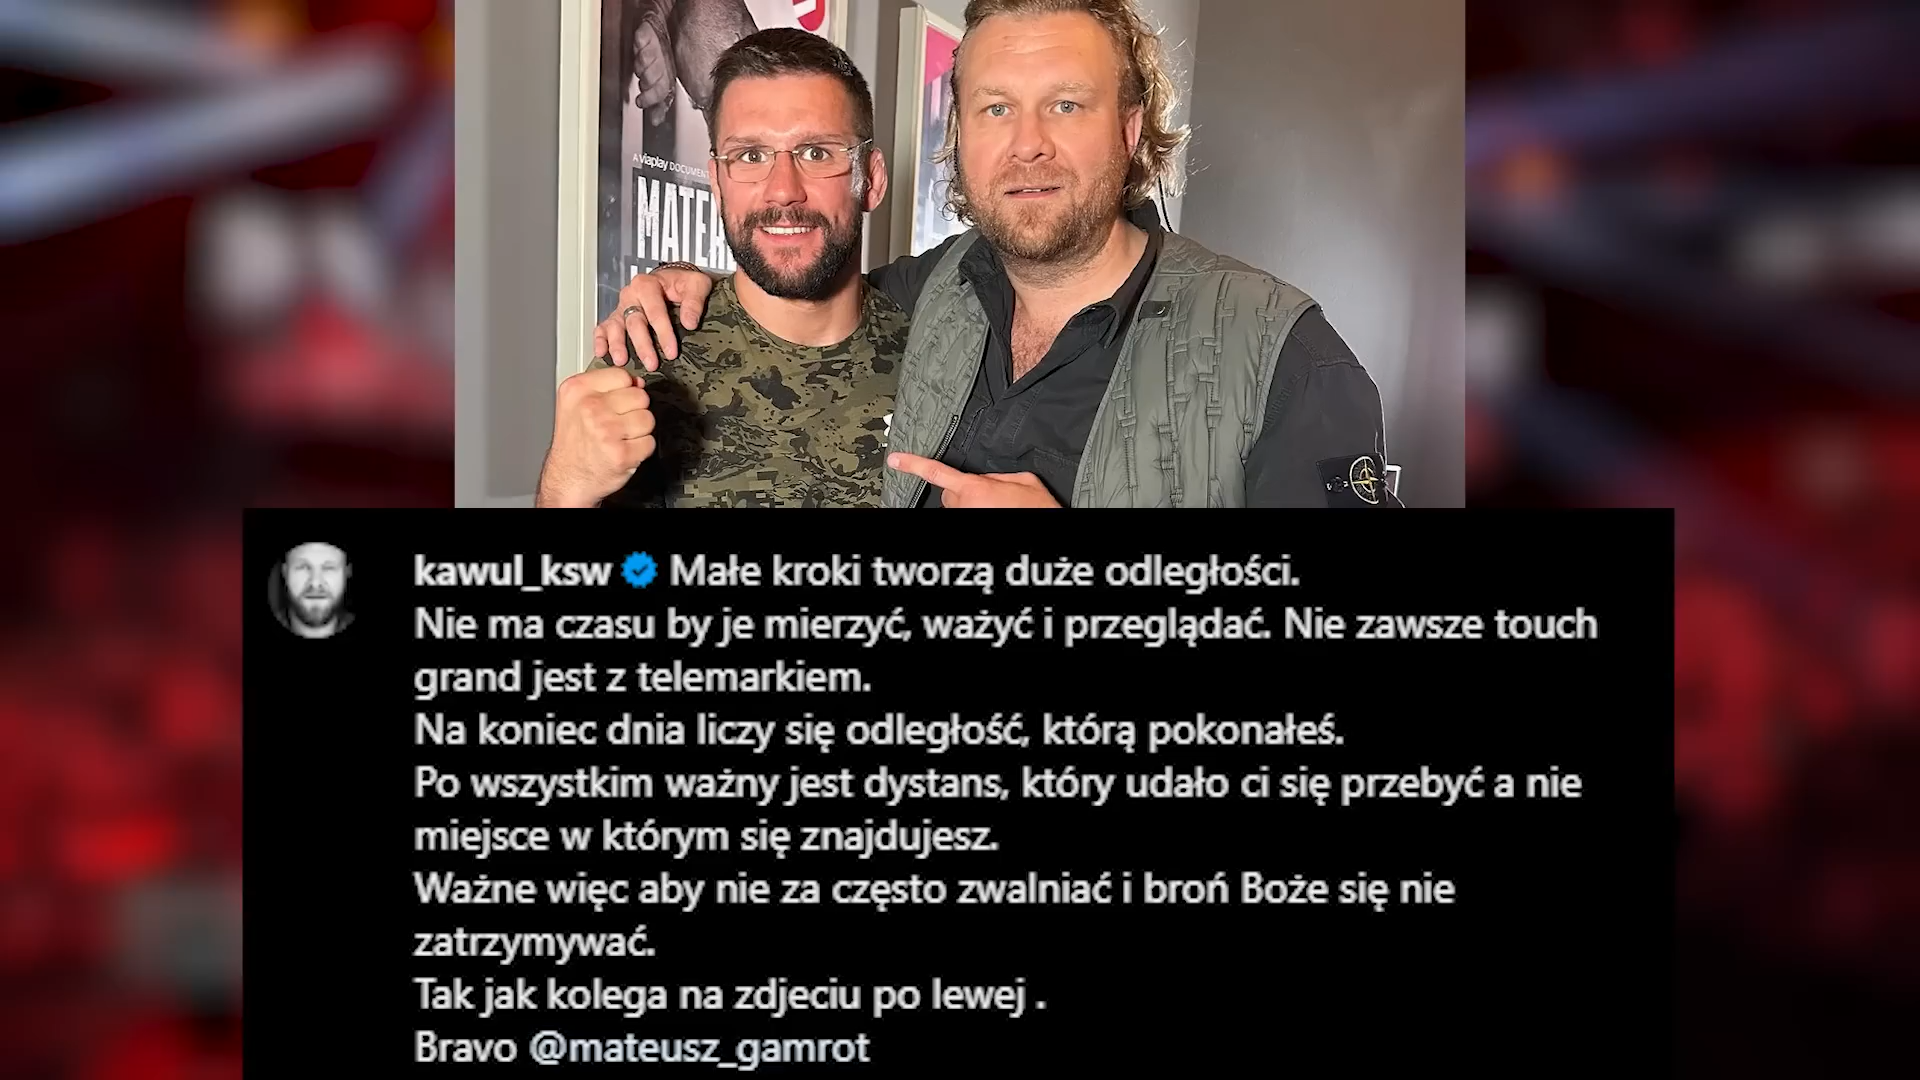 A viaplay DOCUMENT
MATER
kawul_ksw Małe kroki tworzą duże odległości.
Nie ma czasu by je mierzyć, ważyć i przeglądać. Nie zawsze touch
grand jest z telemarkiem.
Na koniec dnia liczy się odległość, którą pokonałeś.
Po wszystkim ważny jest dystans, który udało ci się przebyć a nie
miejsce w którym się znajdujesz.
Ważne więc aby nie za często zwalniać i broń Boże się nie
zatrzymywać.
Tak jak kolega na zdjeciu po lewej .
Bravo @mateusz_gamrot